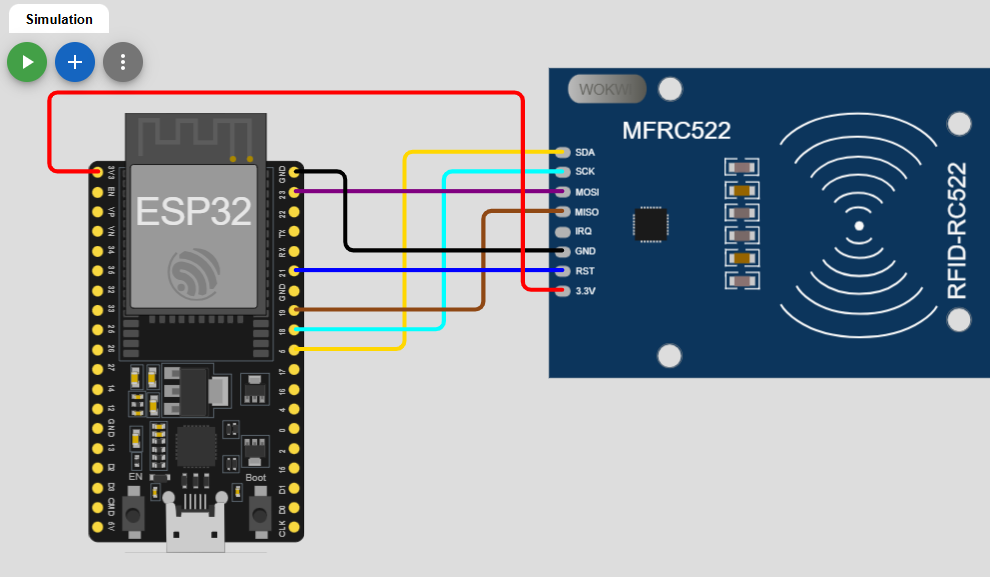 Simulation
WOKWI
MFRC522
SDA
SCK
MOSI
MISO
IRQ
GND
RST
3.3V
RFID-RC522
ESP32
3V3
EN
VP
VN
34
35
32
33
25
26
27
14
12
GND
13
D2
D3
CMD
5V
GND
23
22
TX
RX
21
GND
19
18
5
17
16
4
0
2
15
D1
D0
CLK
EN
Boot